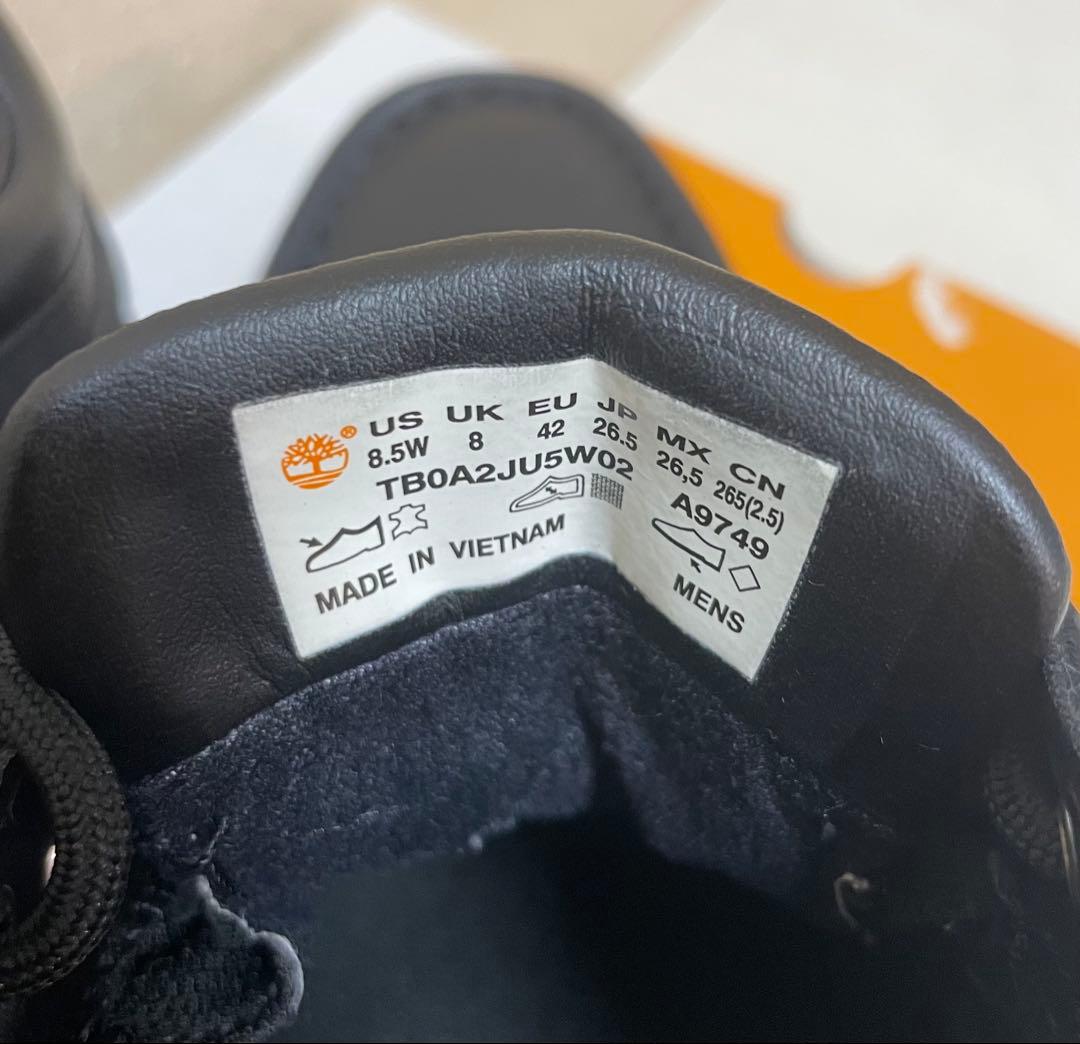 ® US UK EU JP MX CN
8.5W 8 42 26.5 26,5 265(2.5)
TB0A2JU5W02 A9749
MADE IN VIETNAM MENS